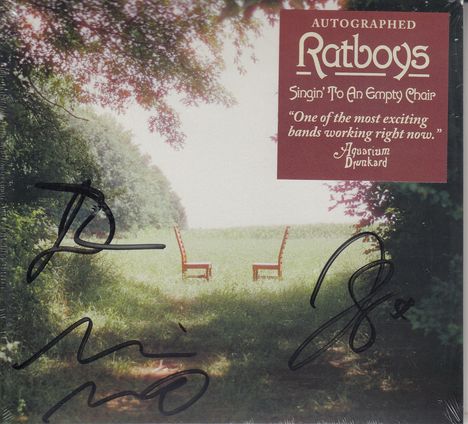 AUTOGRAPHED
Ratboys
Singin' To An Empty Chair
"One of the most exciting
bands working right now."
Aquarium
Drunkard